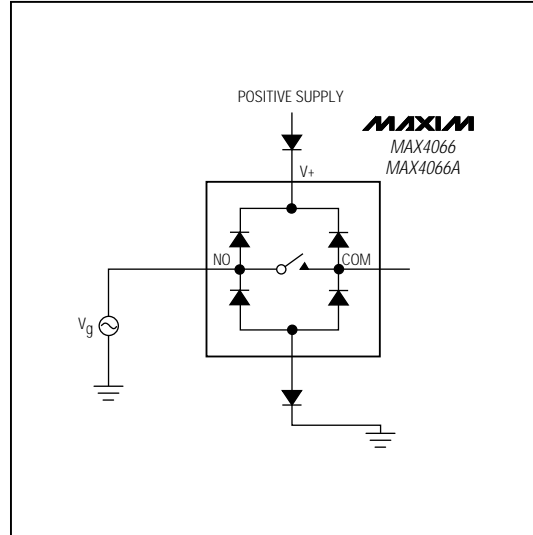 POSITIVE SUPPLY
MAXIM
MAX4066
MAX4066A
V+
NO
COM
Vg